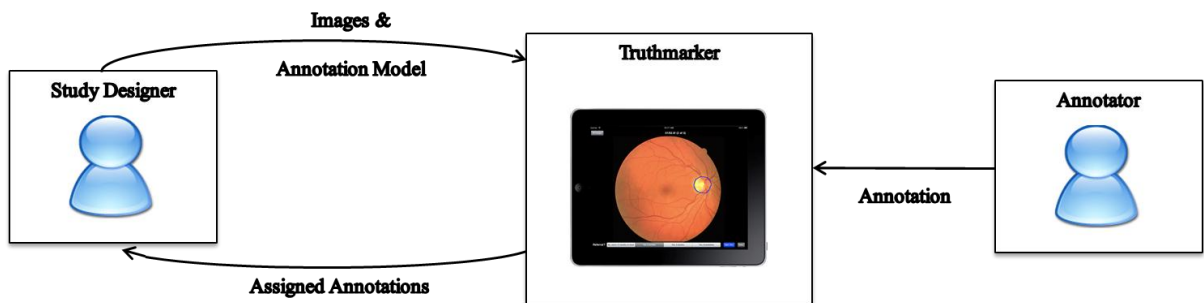 Images &
Annotation Model
Study Designer
Truthmarker
Annotator
Annotation
Assigned Annotations